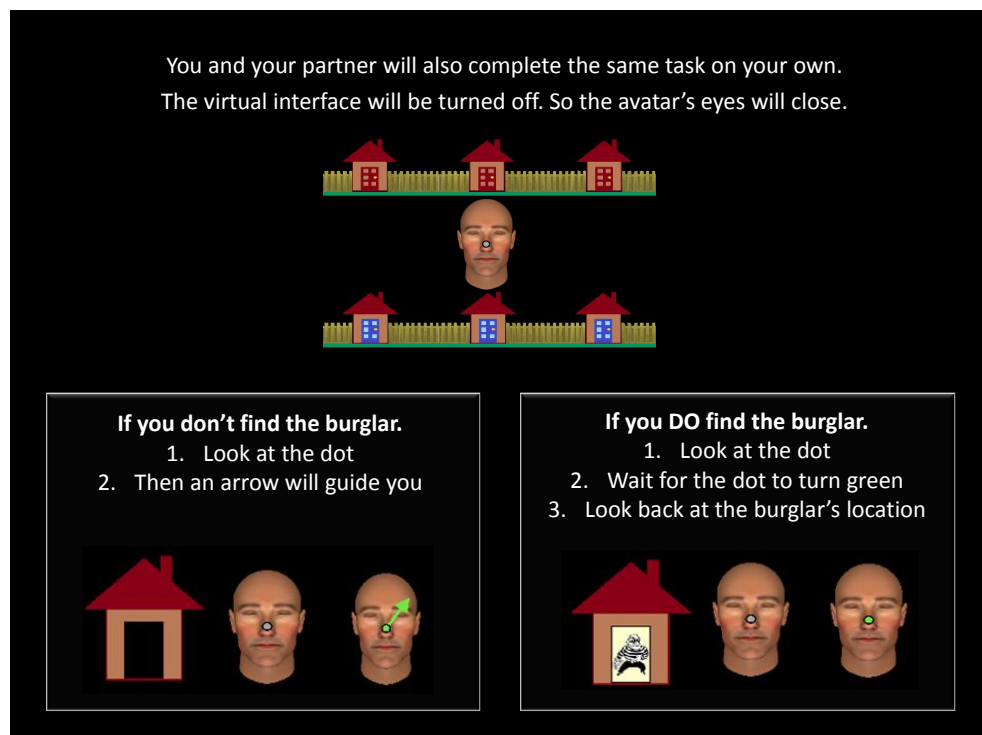 You and your partner will also complete the same task on your own.
The virtual interface will be turned off. So the avatar's eyes will close.
If you don't find the burglar.
1. Look at the dot
2. Then an arrow will guide you
If you DO find the burglar.
1. Look at the dot
2. Wait for the dot to turn green
3. Look back at the burglar's location